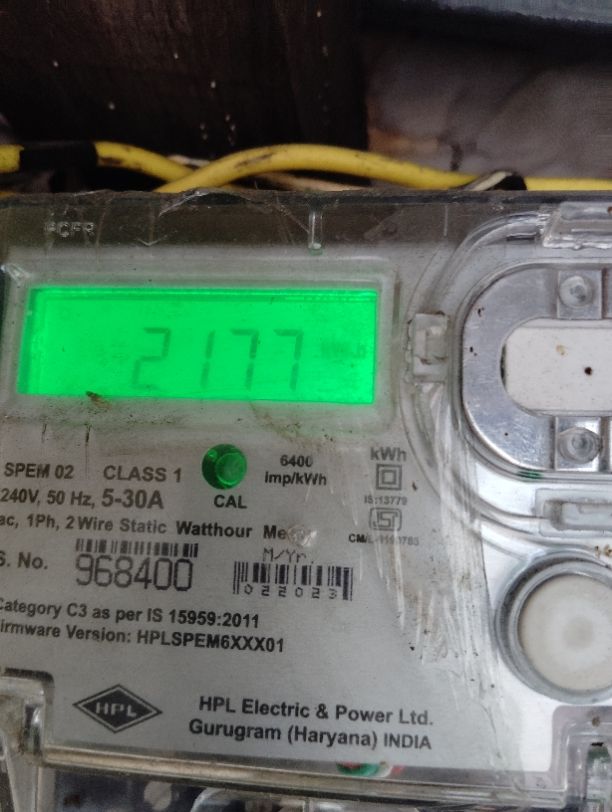 2177
SPEM 02 CLASS 1
240V, 50 Hz, 5-30A
CAL
6400
imp/kWh
kWh
IS:13779
ac, 1Ph, 2 Wire Static Watthour
S. No. 968400
M/Yr.
022023
Category C3 as per IS 15959:2011
Firmware Version: HPLSPEM6XXX01
HPL
HPL Electric & Power Ltd.
Gurugram (Haryana) INDIA